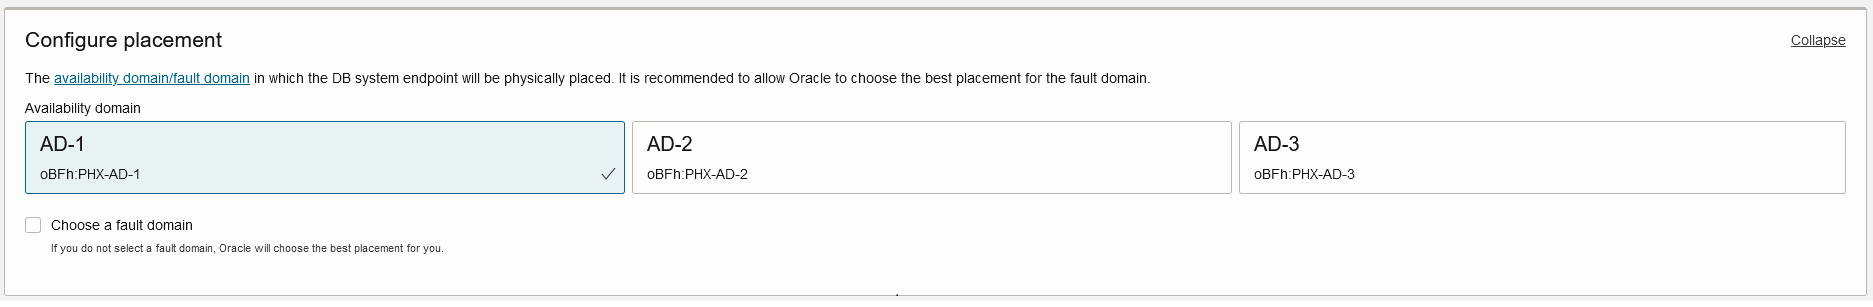 Configure placement
Collapse
The availability domain/fault domain in which the DB system endpoint will be physically placed. It is recommended to allow Oracle to choose the best placement for the fault domain.
Availability domain
AD-1
oBFh:PHX-AD-1
AD-2
oBFh:PHX-AD-2
AD-3
oBFh:PHX-AD-3
Choose a fault domain
If you do not select a fault domain, Oracle will choose the best placement for you.